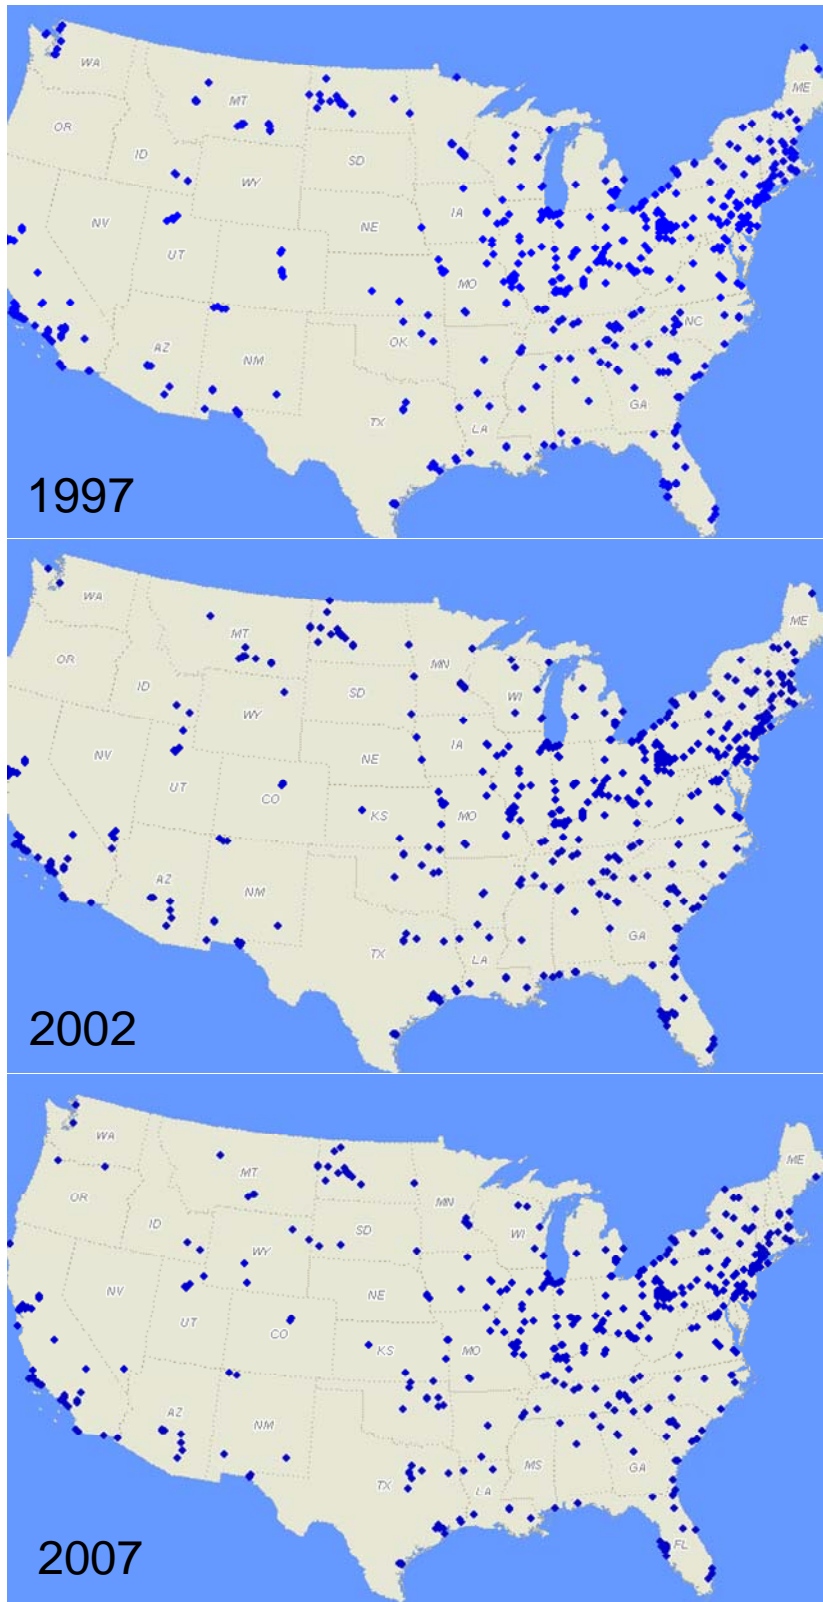 WA
ME
MT
OR
ID
SD
WY
IA
NV
NE
UT
MO
NC
AZ
OK
NM
GA
TX
LA
1997
WA
ME
MT
OR
MN
ID
SD
WI
WY
IA
NV
NE
UT
CO
KS
MO
AZ
NM
GA
TX
LA
2002
WA
ME
MT
OR
MN
ID
SD
WI
WY
NV
NE
UT
CO
KS
MO
AZ
NM
MS
GA
TX
LA
FL
2007